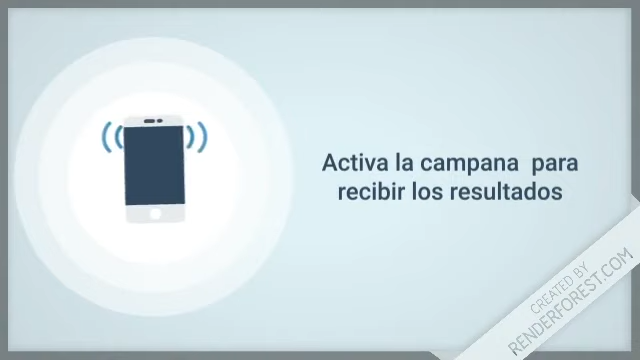 Activa la campana  para
recibir los resultados
CREATED BY
RENDERFOREST.COM